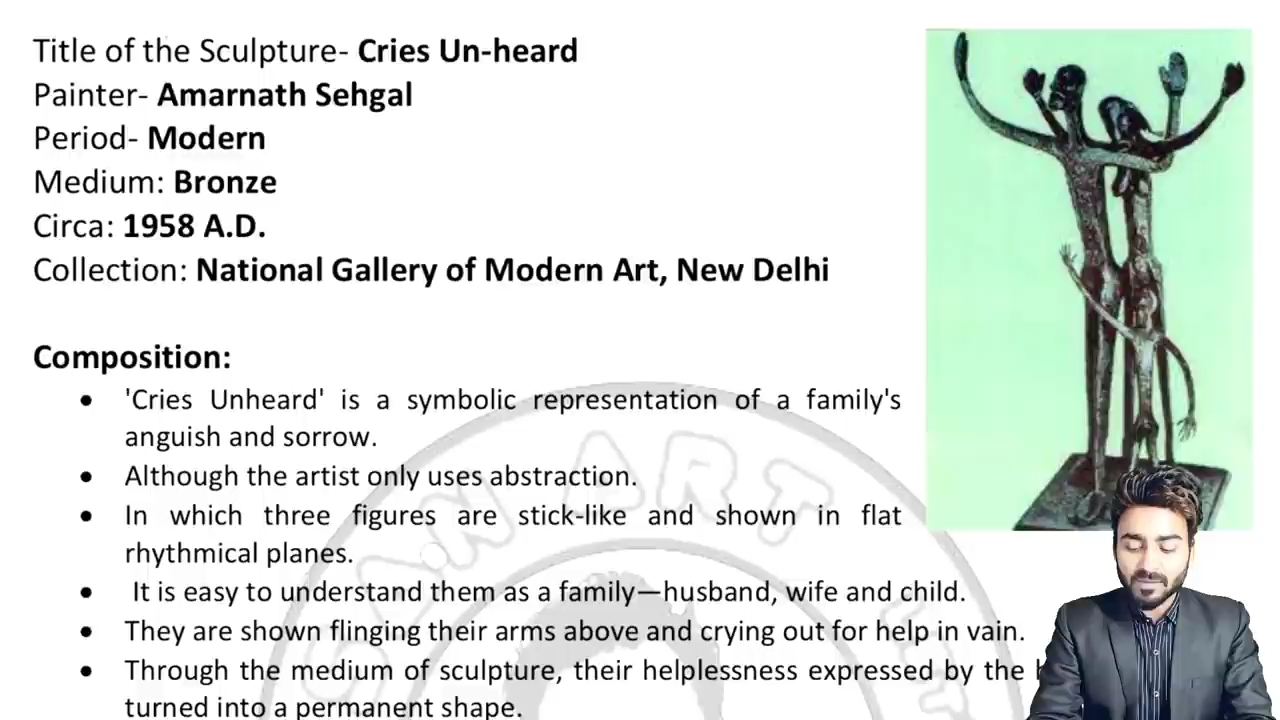 Title of the Sculpture- Cries Un-heard
Painter- Amarnath Sehgal
Period- Modern
Medium: Bronze
Circa: 1958 A.D.
Collection: National Gallery of Modern Art, New Delhi
Composition:
• 'Cries Unheard' is a symbolic representation of a family's
anguish and sorrow.
• Although the artist only uses abstraction.
• In which three figures are stick-like and shown in flat
rhythmical planes.
• It is easy to understand them as a family—husband, wife and child.
• They are shown flinging their arms above and crying out for help in vain.
• Through the medium of sculpture, their helplessness expressed by the
turned into a permanent shape.